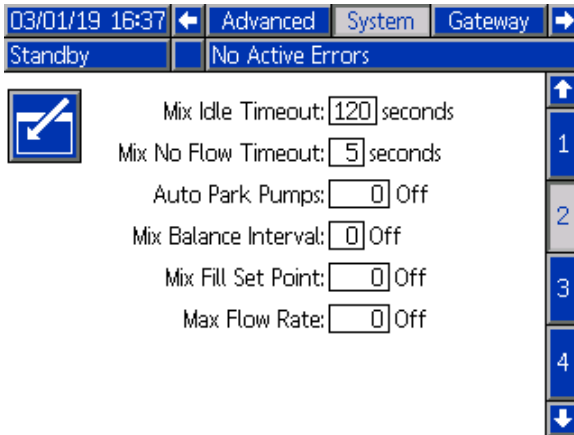 03/01/19 16:37 Advanced System Gateway
Standby No Active Errors
Mix Idle Timeout: 120 seconds
Mix No Flow Timeout: 5 seconds
Auto Park Pumps: 0 Off
Mix Balance Interval: 0 Off
Mix Fill Set Point: 0 Off
Max Flow Rate: 0 Off
1
2
3
4